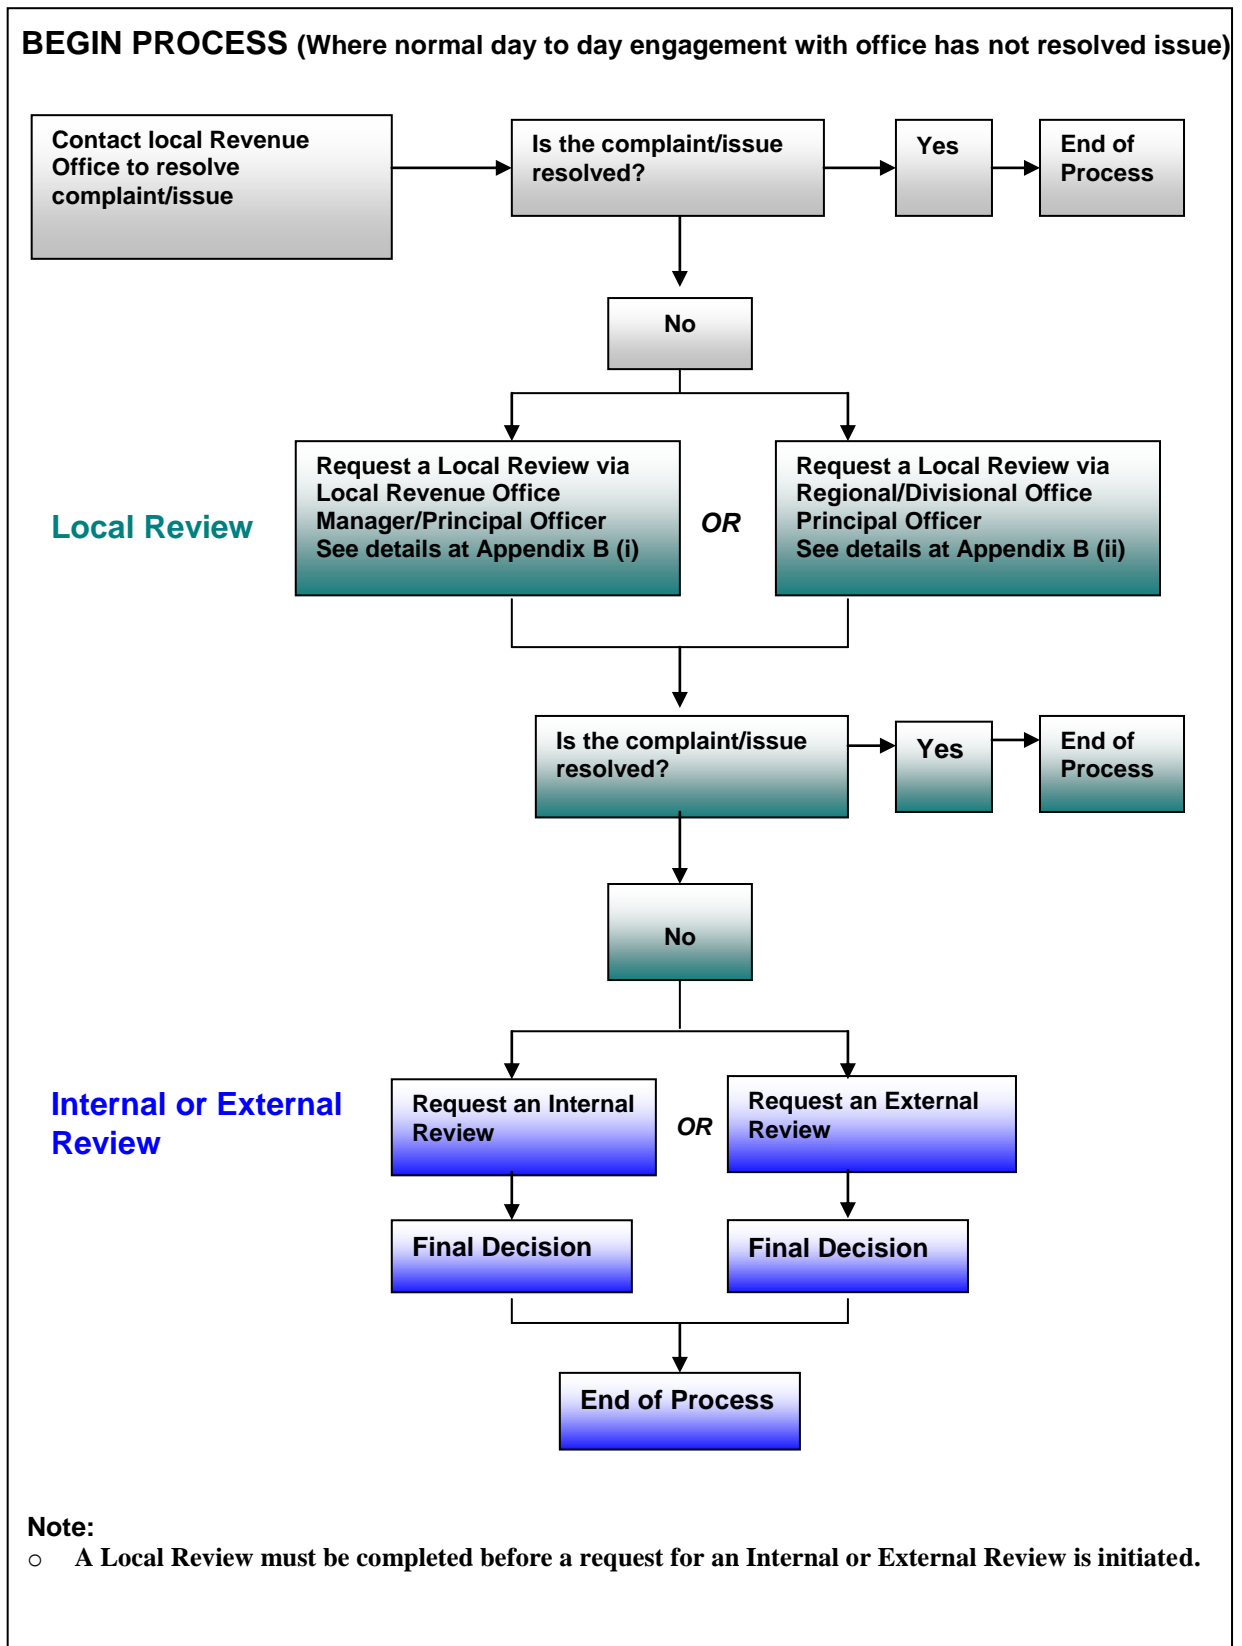 BEGIN PROCESS (Where normal day to day engagement with office has not resolved issue)
Contact local Revenue
Office to resolve
complaint/issue
Is the complaint/issue
resolved?
Yes
End of
Process
No
Local Review
Request a Local Review via
Local Revenue Office
Manager/Principal Officer
See details at Appendix B (i)
OR
Request a Local Review via
Regional/Divisional Office
Principal Officer
See details at Appendix B (ii)
Is the complaint/issue
resolved?
Yes
End of
Process
No
Internal or External
Review
Request an Internal
Review
OR
Request an External
Review
Final Decision
Final Decision
End of Process
Note:
○ A Local Review must be completed before a request for an Internal or External Review is initiated.